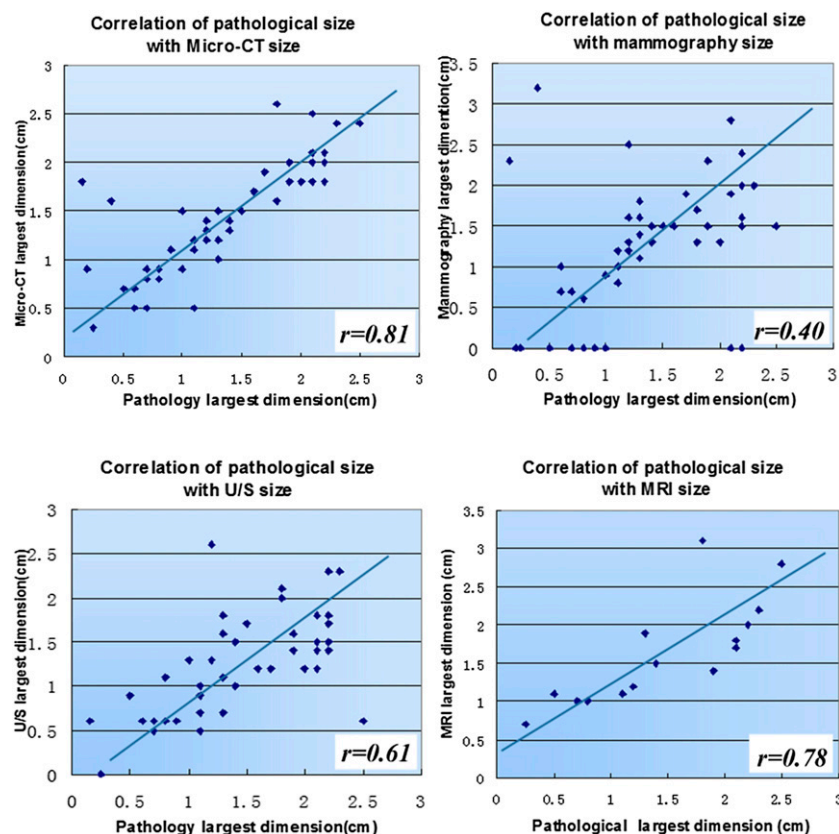 Correlation of pathological size
with Micro-CT size
Micro-CT largest dimension(cm)
3
2.5
2
1.5
1
0.5
0
r=0.81
0 0.5 1 1.5 2 2.5 3
Pathology largest dimension(cm)
Correlation of pathological size
with mammography size
Mammography largest dimention(cm)
3.5
3
2.5
2
1.5
1
0.5
0
r=0.40
0 0.5 1 1.5 2 2.5 3
Pathology largest dimension(cm)
Correlation of pathological size
with U/S size
U/S largest dimension(cm)
3
2.5
2
1.5
1
0.5
0
r=0.61
0 0.5 1 1.5 2 2.5 3
Pathology largest dimension(cm)
Correlation of pathological size
with MRI size
MRI largest dimension (cm)
3.5
3
2.5
2
1.5
1
0.5
0
r=0.78
0 0.5 1 1.5 2 2.5 3
Pathological largest dimension (cm)